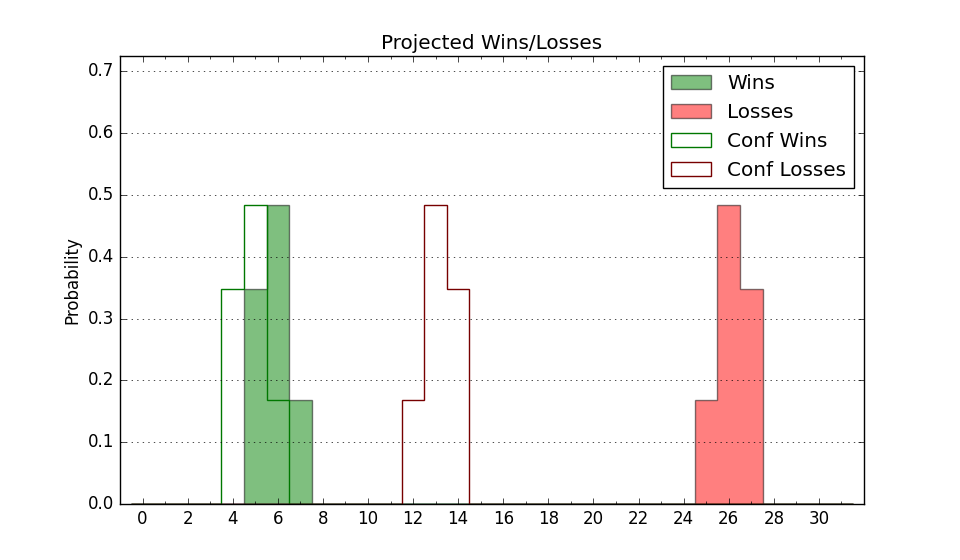 Projected Wins/Losses
0.7
0.6
0.5
0.4
0.3
0.2
0.1
0.0
Probability
Wins
Losses
Conf Wins
Conf Losses
0 2 4 6 8 10 12 14 16 18 20 22 24 26 28 30